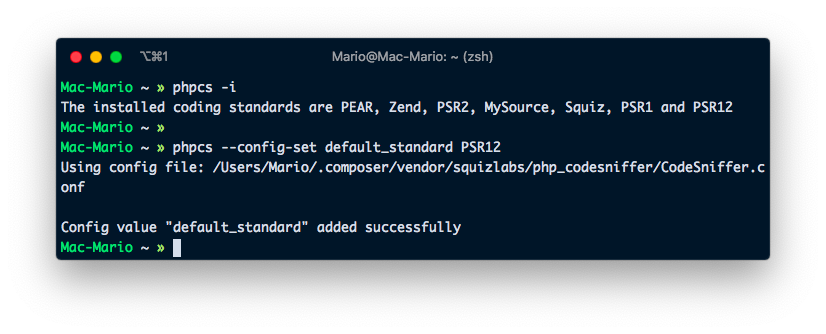 ⌥⌘1 Mario@Mac-Mario: ~ (zsh)
Mac-Mario ~ » phpcs -i
The installed coding standards are PEAR, Zend, PSR2, MySource, Squiz, PSR1 and PSR12
Mac-Mario ~ »
Mac-Mario ~ » phpcs --config-set default_standard PSR12
Using config file: /Users/Mario/.composer/vendor/squizlabs/php_codesniffer/CodeSniffer.c
onf
Config value "default_standard" added successfully
Mac-Mario ~ »